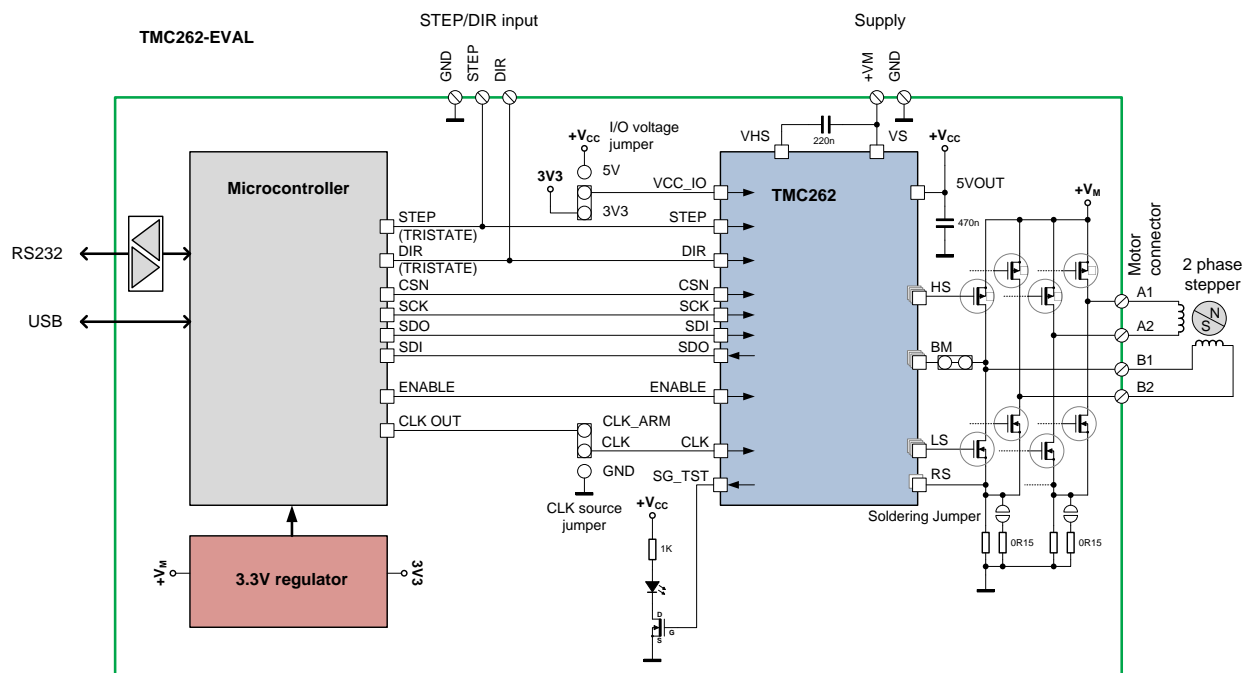 TMC262-EVAL
STEP/DIR input
Supply
GND
STEP
DIR
+VM
GND
+VCC
I/O voltage
jumper
5V
3V3
3V3
VHS
220n
VS
+VCC
5VOUT
470n
+VM
Microcontroller
TMC262
RS232
USB
STEP
(TRISTATE)
DIR
(TRISTATE)
CSN
SCK
SDO
SDI
ENABLE
CLK OUT
VCC_IO
STEP
DIR
CSN
SCK
SDI
SDO
ENABLE
CLK_ARM
CLK
GND
CLK source
jumper
CLK
SG_TST
HS
BM
LS
RS
Motor
connector
2 phase
stepper
A1
A2
B1
B2
N
S
Soldering Jumper
0R15
0R15
+VCC
1K
D
G
S
+VM
3.3V regulator
3V3